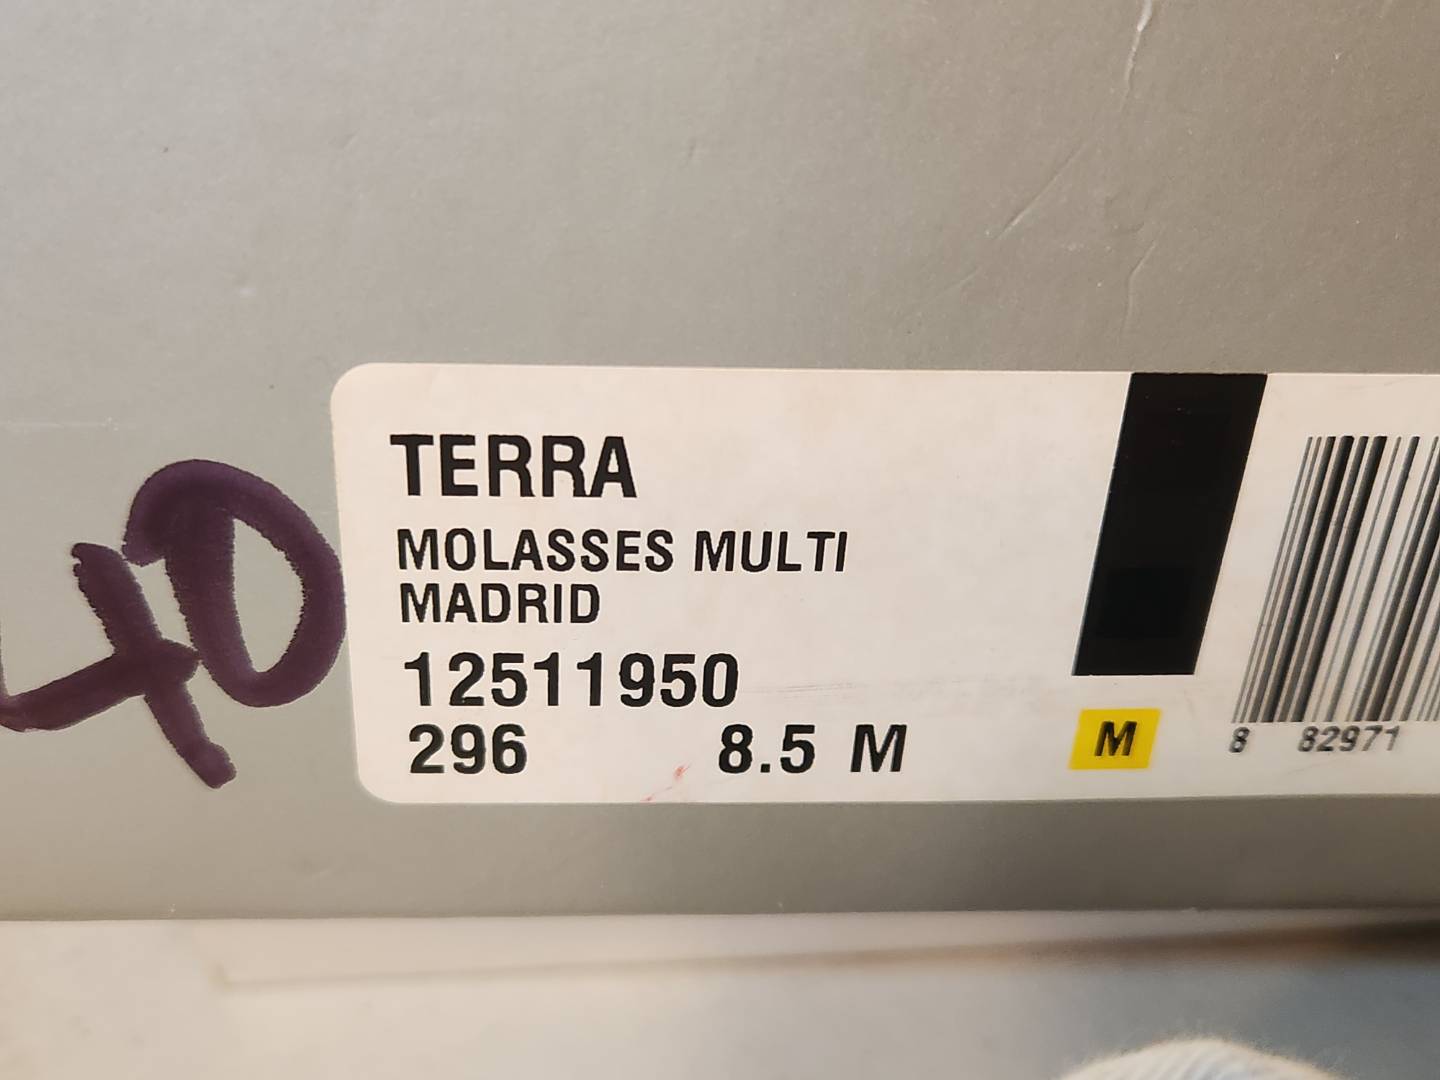 TERRA
MOLASSES MULTI
MADRID
12511950
296 8.5 M
M
8 82971
40